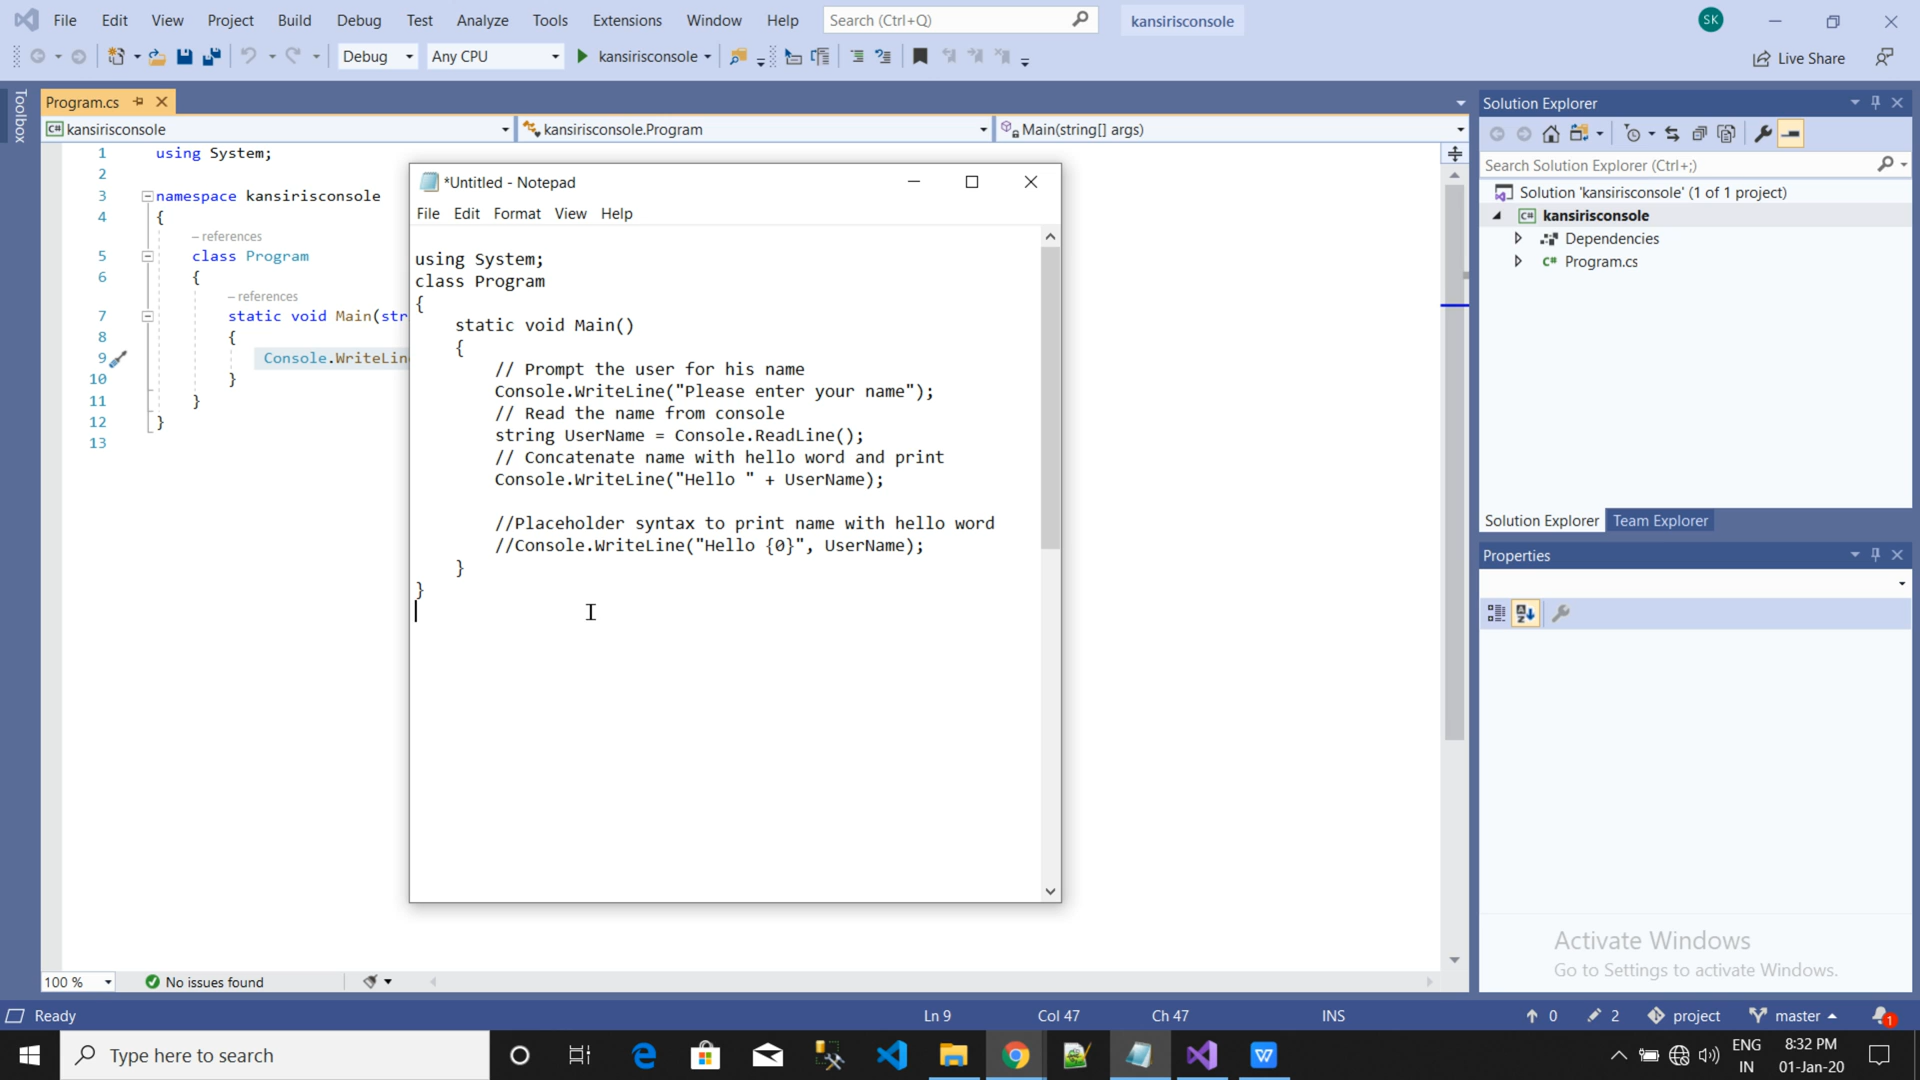 File Edit View Project Build Debug Test Analyze Tools Extensions Window Help Search (Ctrl+Q) kansirisconsole SK
Debug Any CPU kansirisconsole Live Share
Toolbox
Program.cs
kansirisconsole kansirisconsole.Program Main(string[] args)
1 using System;
2
3 namespace kansirisconsole
4 {
– references
5 class Program
6 {
– references
7 static void Main(str
8 {
9 Console.WriteLin
10 }
11 }
12 }
13
*Untitled - Notepad
File Edit Format View Help
using System;
class Program
{
static void Main()
{
// Prompt the user for his name
Console.WriteLine("Please enter your name");
// Read the name from console
string UserName = Console.ReadLine();
// Concatenate name with hello word and print
Console.WriteLine("Hello " + UserName);
//Placeholder syntax to print name with hello word
//Console.WriteLine("Hello {0}", UserName);
}
}
Solution Explorer
Search Solution Explorer (Ctrl+;)
Solution 'kansirisconsole' (1 of 1 project)
C# kansirisconsole
Dependencies
C# Program.cs
Solution Explorer Team Explorer
Properties
Activate Windows
Go to Settings to activate Windows.
100 % No issues found
Ready Ln 9 Col 47 Ch 47 INS 0 2 project master 1
Type here to search W ENG 8:32 PM
IN 01-Jan-20